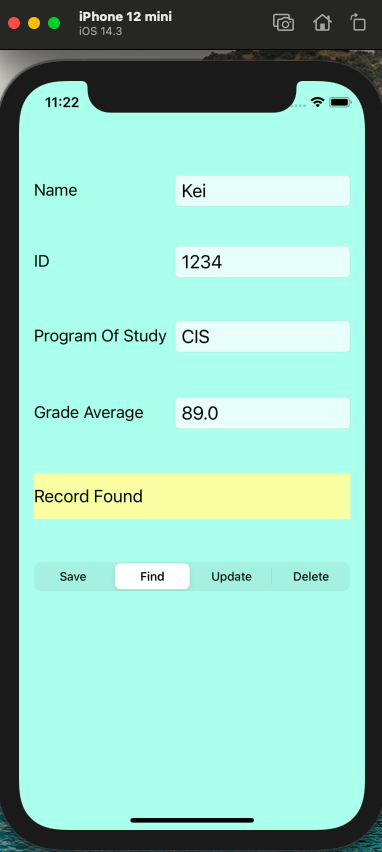 iPhone 12 mini
iOS 14.3
11:22
Name Kei
ID 1234
Program Of Study CIS
Grade Average 89.0
Record Found
Save Find Update Delete